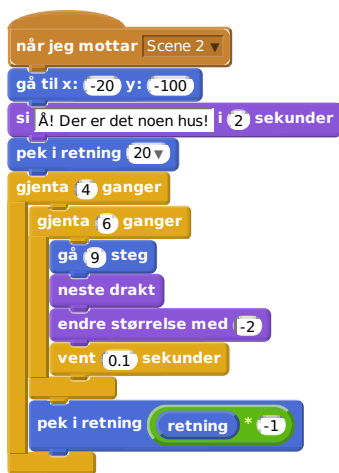 når jeg mottar Scene 2
gå til x: -20 y: -100
si Å! Der er det noen hus! i 2 sekunder
pek i retning 20
gjenta 4 ganger
gjenta 6 ganger
gå 9 steg
neste drakt
endre størrelse med -2
vent 0.1 sekunder
pek i retning retning * -1